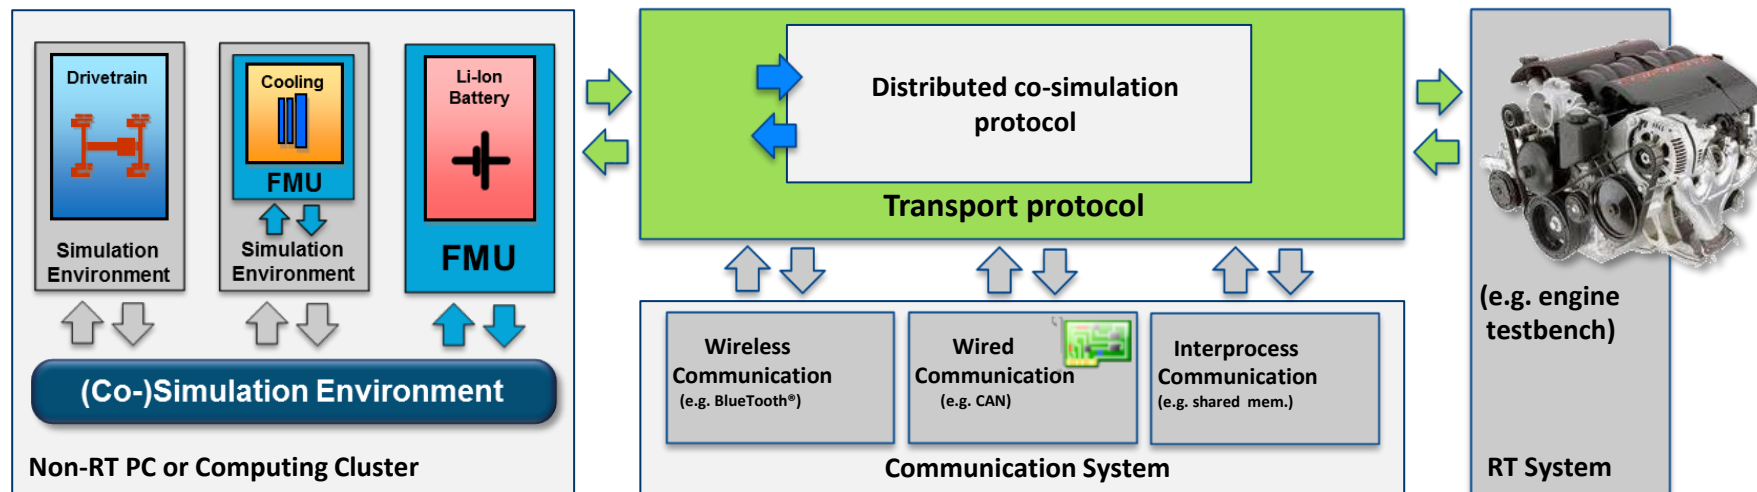 Drivetrain
Simulation
Environment
Cooling
FMU
Simulation
Environment
Li-Ion
Battery
FMU
(Co-)Simulation Environment
Non-RT PC or Computing Cluster
Distributed co-simulation
protocol
Transport protocol
Wireless
Communication
(e.g. BlueTooth®)
Wired
Communication
(e.g. CAN)
Interprocess
Communication
(e.g. shared mem.)
Communication System
(e.g. engine
testbench)
RT System